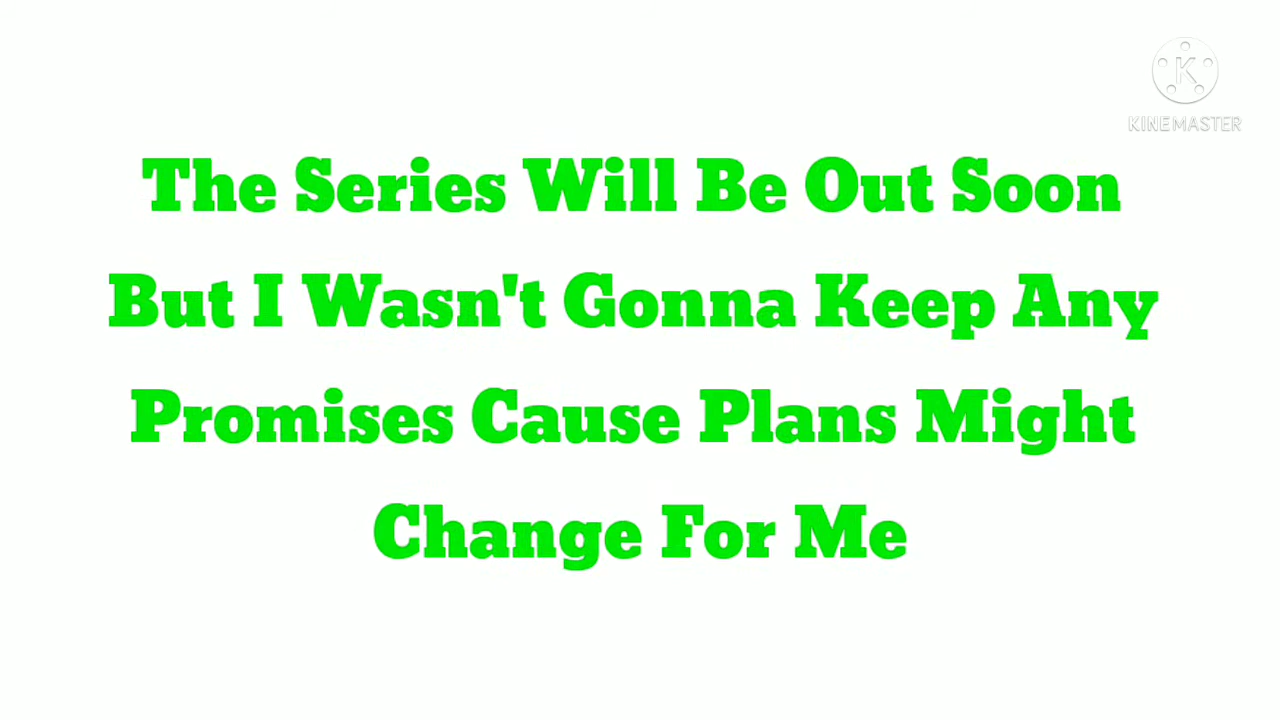 K
KINEMASTER
The Series Will Be Out Soon
But I Wasn't Gonna Keep Any
Promises Cause Plans Might
Change For Me